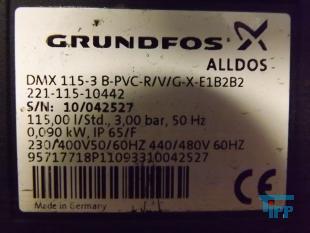 GRUNDFOS
ALLDOS
DMX 115-3 B-PVC-R/V/G-X-E1B2B2
221-115-10442
S/N: 10/042527
115,00 l/Std., 3,00 bar, 50 Hz
0,090 kW, IP 65/F
230/400V50/60HZ 440/480V 60HZ
95717718P11093310042527
Made in Germany
CE
TIPP